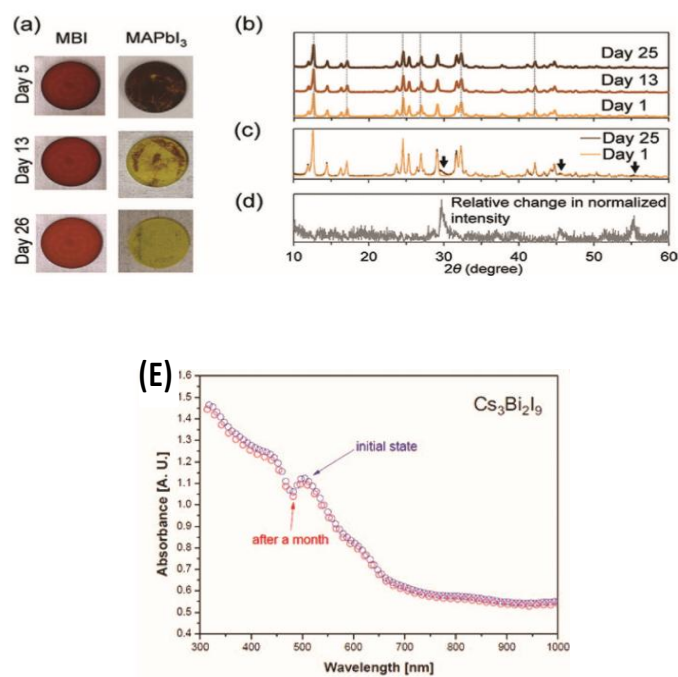 (a)
MBI MAPbI₃
Day 5
Day 13
Day 26
(b)
Day 25
Day 13
Day 1
(c)
Day 25
Day 1
(d)
Relative change in normalized
intensity
10 20 30 40 50 60
2θ (degree)
(E)
1.6
1.5
1.4
1.3
1.2
1.1
1.0
0.9
0.8
0.7
0.6
0.5
0.4
Absorbance [A. U.]
Cs₃Bi₂I₉
initial state
after a month
300 400 500 600 700 800 900 1000
Wavelength [nm]